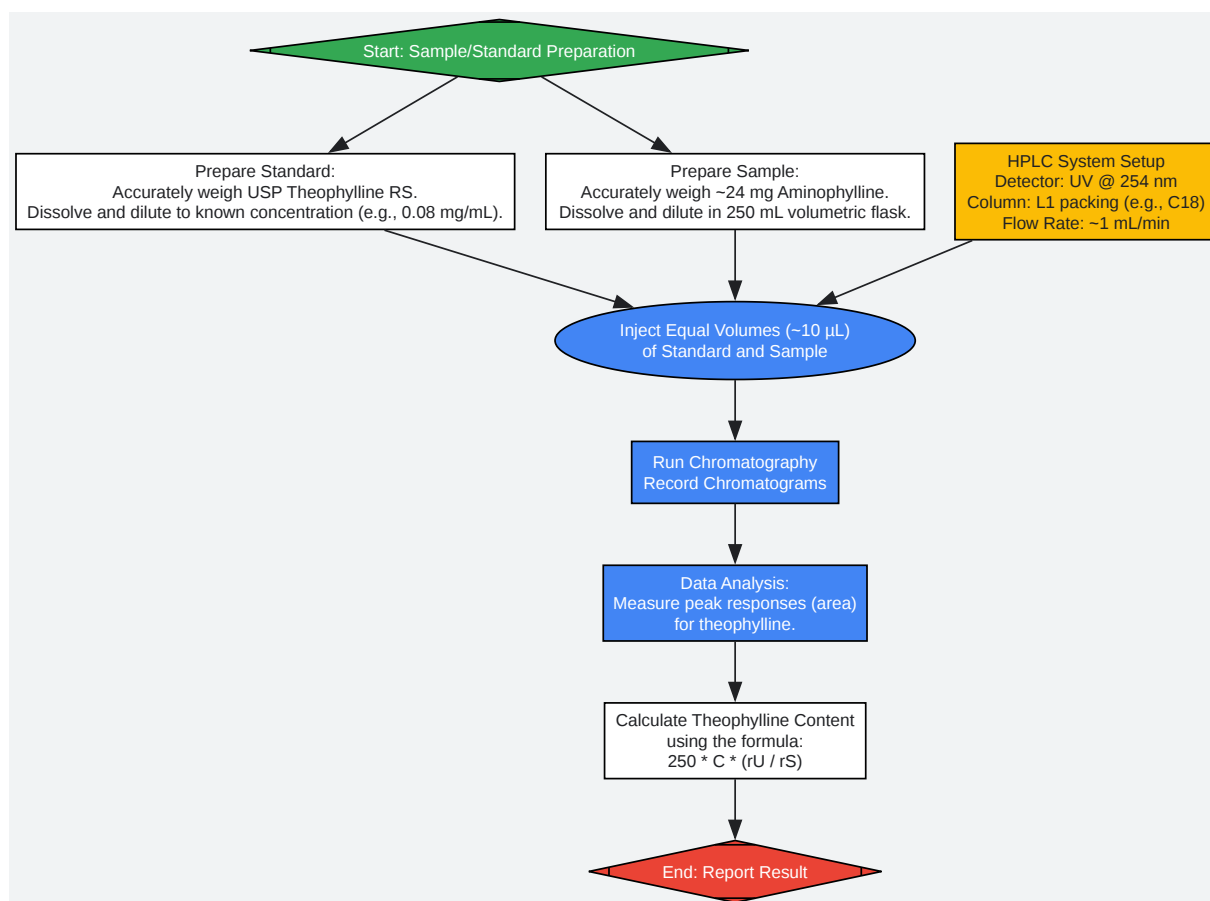 Start: Sample/Standard Preparation
Prepare Standard:
Accurately weigh USP Theophylline RS.
Dissolve and dilute to known concentration (e.g., 0.08 mg/mL).
Prepare Sample:
Accurately weigh ~24 mg Aminophylline.
Dissolve and dilute in 250 mL volumetric flask.
HPLC System Setup
Detector: UV @ 254 nm
Column: L1 packing (e.g., C18)
Flow Rate: ~1 mL/min
Inject Equal Volumes (~10 µL)
of Standard and Sample
Run Chromatography
Record Chromatograms
Data Analysis:
Measure peak responses (area)
for theophylline.
Calculate Theophylline Content
using the formula:
250 * C * (rU / rS)
End: Report Result